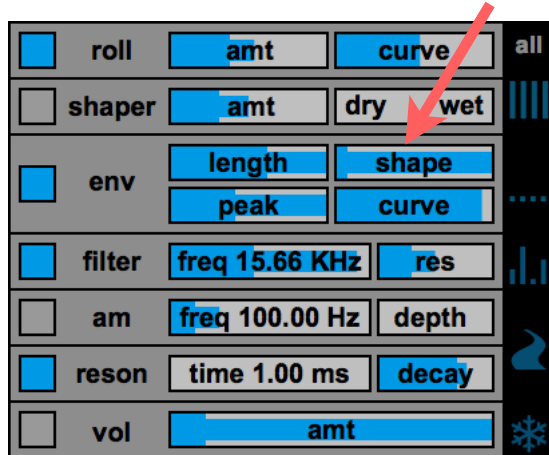 roll amt curve all
shaper amt dry wet
env length shape
peak curve
filter freq 15.66 KHz res
am freq 100.00 Hz depth
reson time 1.00 ms decay
vol amt